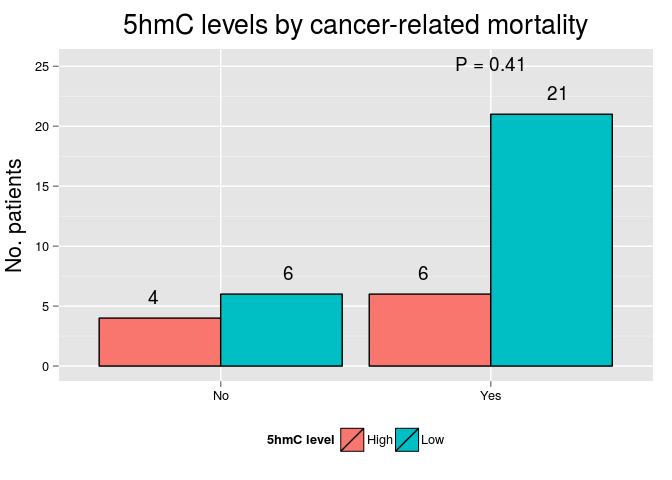 5hmC levels by cancer-related mortality
No. patients
25
20
15
10
5
0
P = 0.41
4
6
6
21
No
Yes
5hmC level High Low